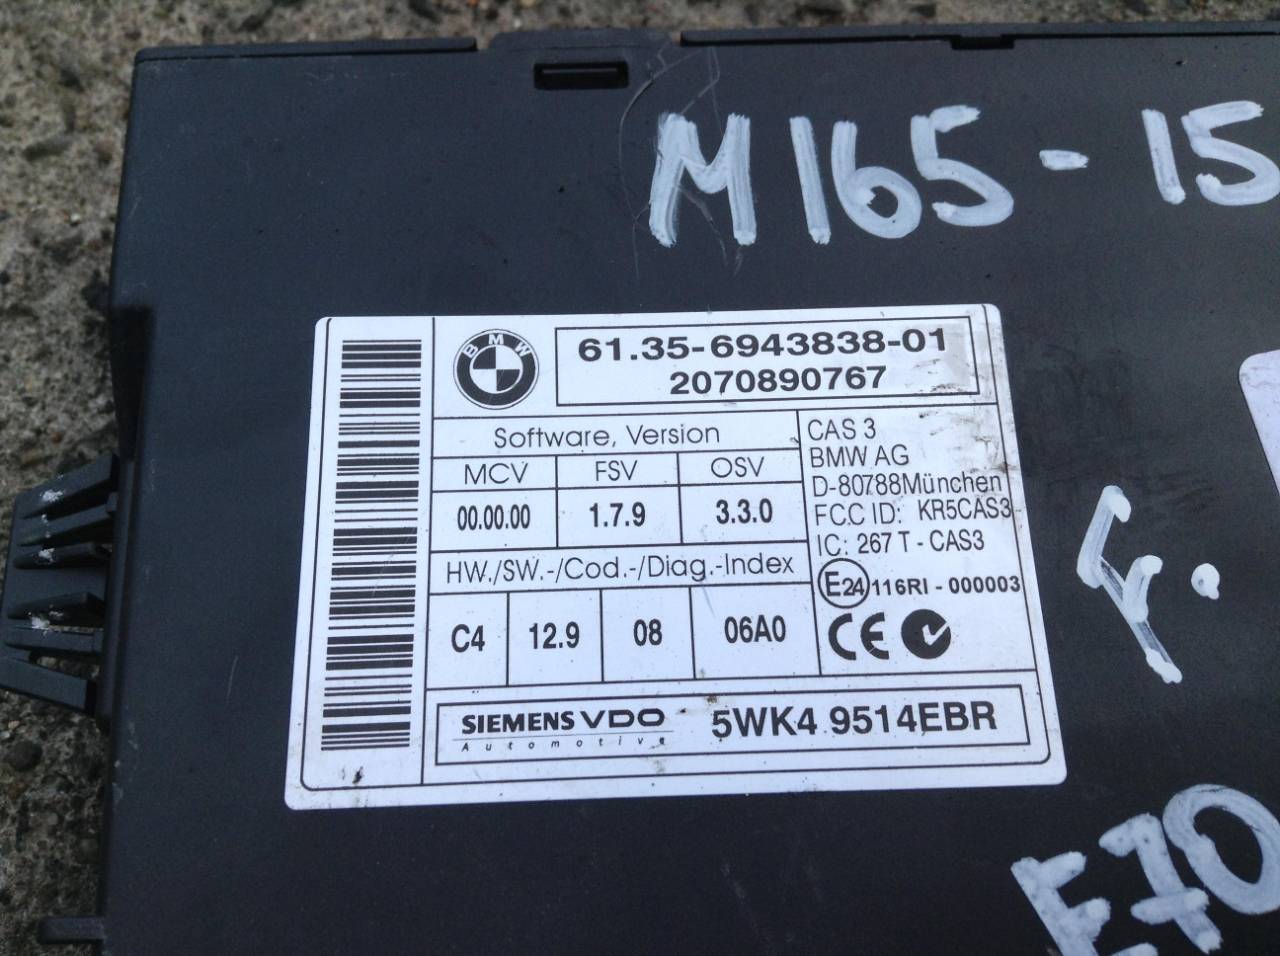 M165-15
BMW
61.35-6943838-01
2070890767
Software, Version
MCV FSV OSV
00.00.00 1.7.9 3.3.0
HW./SW.-/Cod.-/Diag.-Index
C4 12.9 08 06A0
CAS 3
BMW AG
D-80788München
FCC ID: KR5CAS3
IC: 267 T - CAS3
E24 116RI - 000003
CE
SIEMENS VDO
Automotive
5WK4 9514EBR
E70